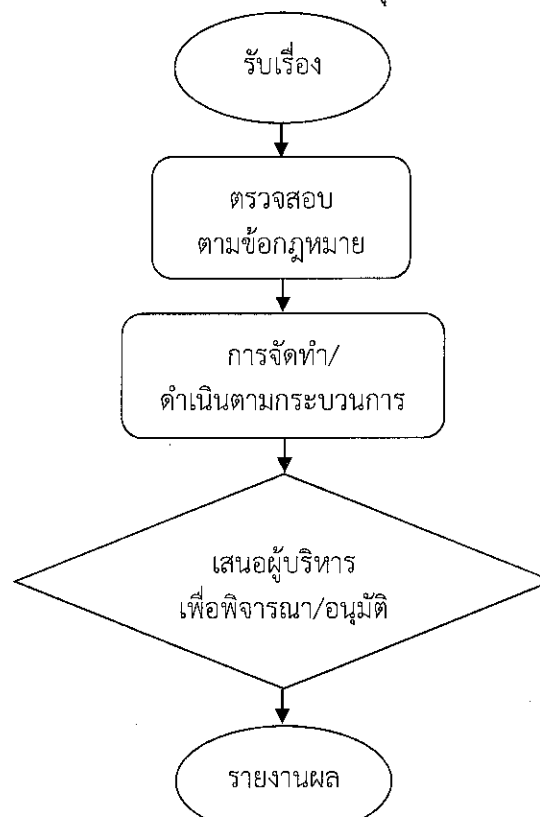 รับเรื่อง
ตรวจสอบ
ตามข้อกฎหมาย
การจัดทำ/
ดำเนินตามกระบวนการ
เสนอผู้บริหาร
เพื่อพิจารณา/อนุมัติ
รายงานผล